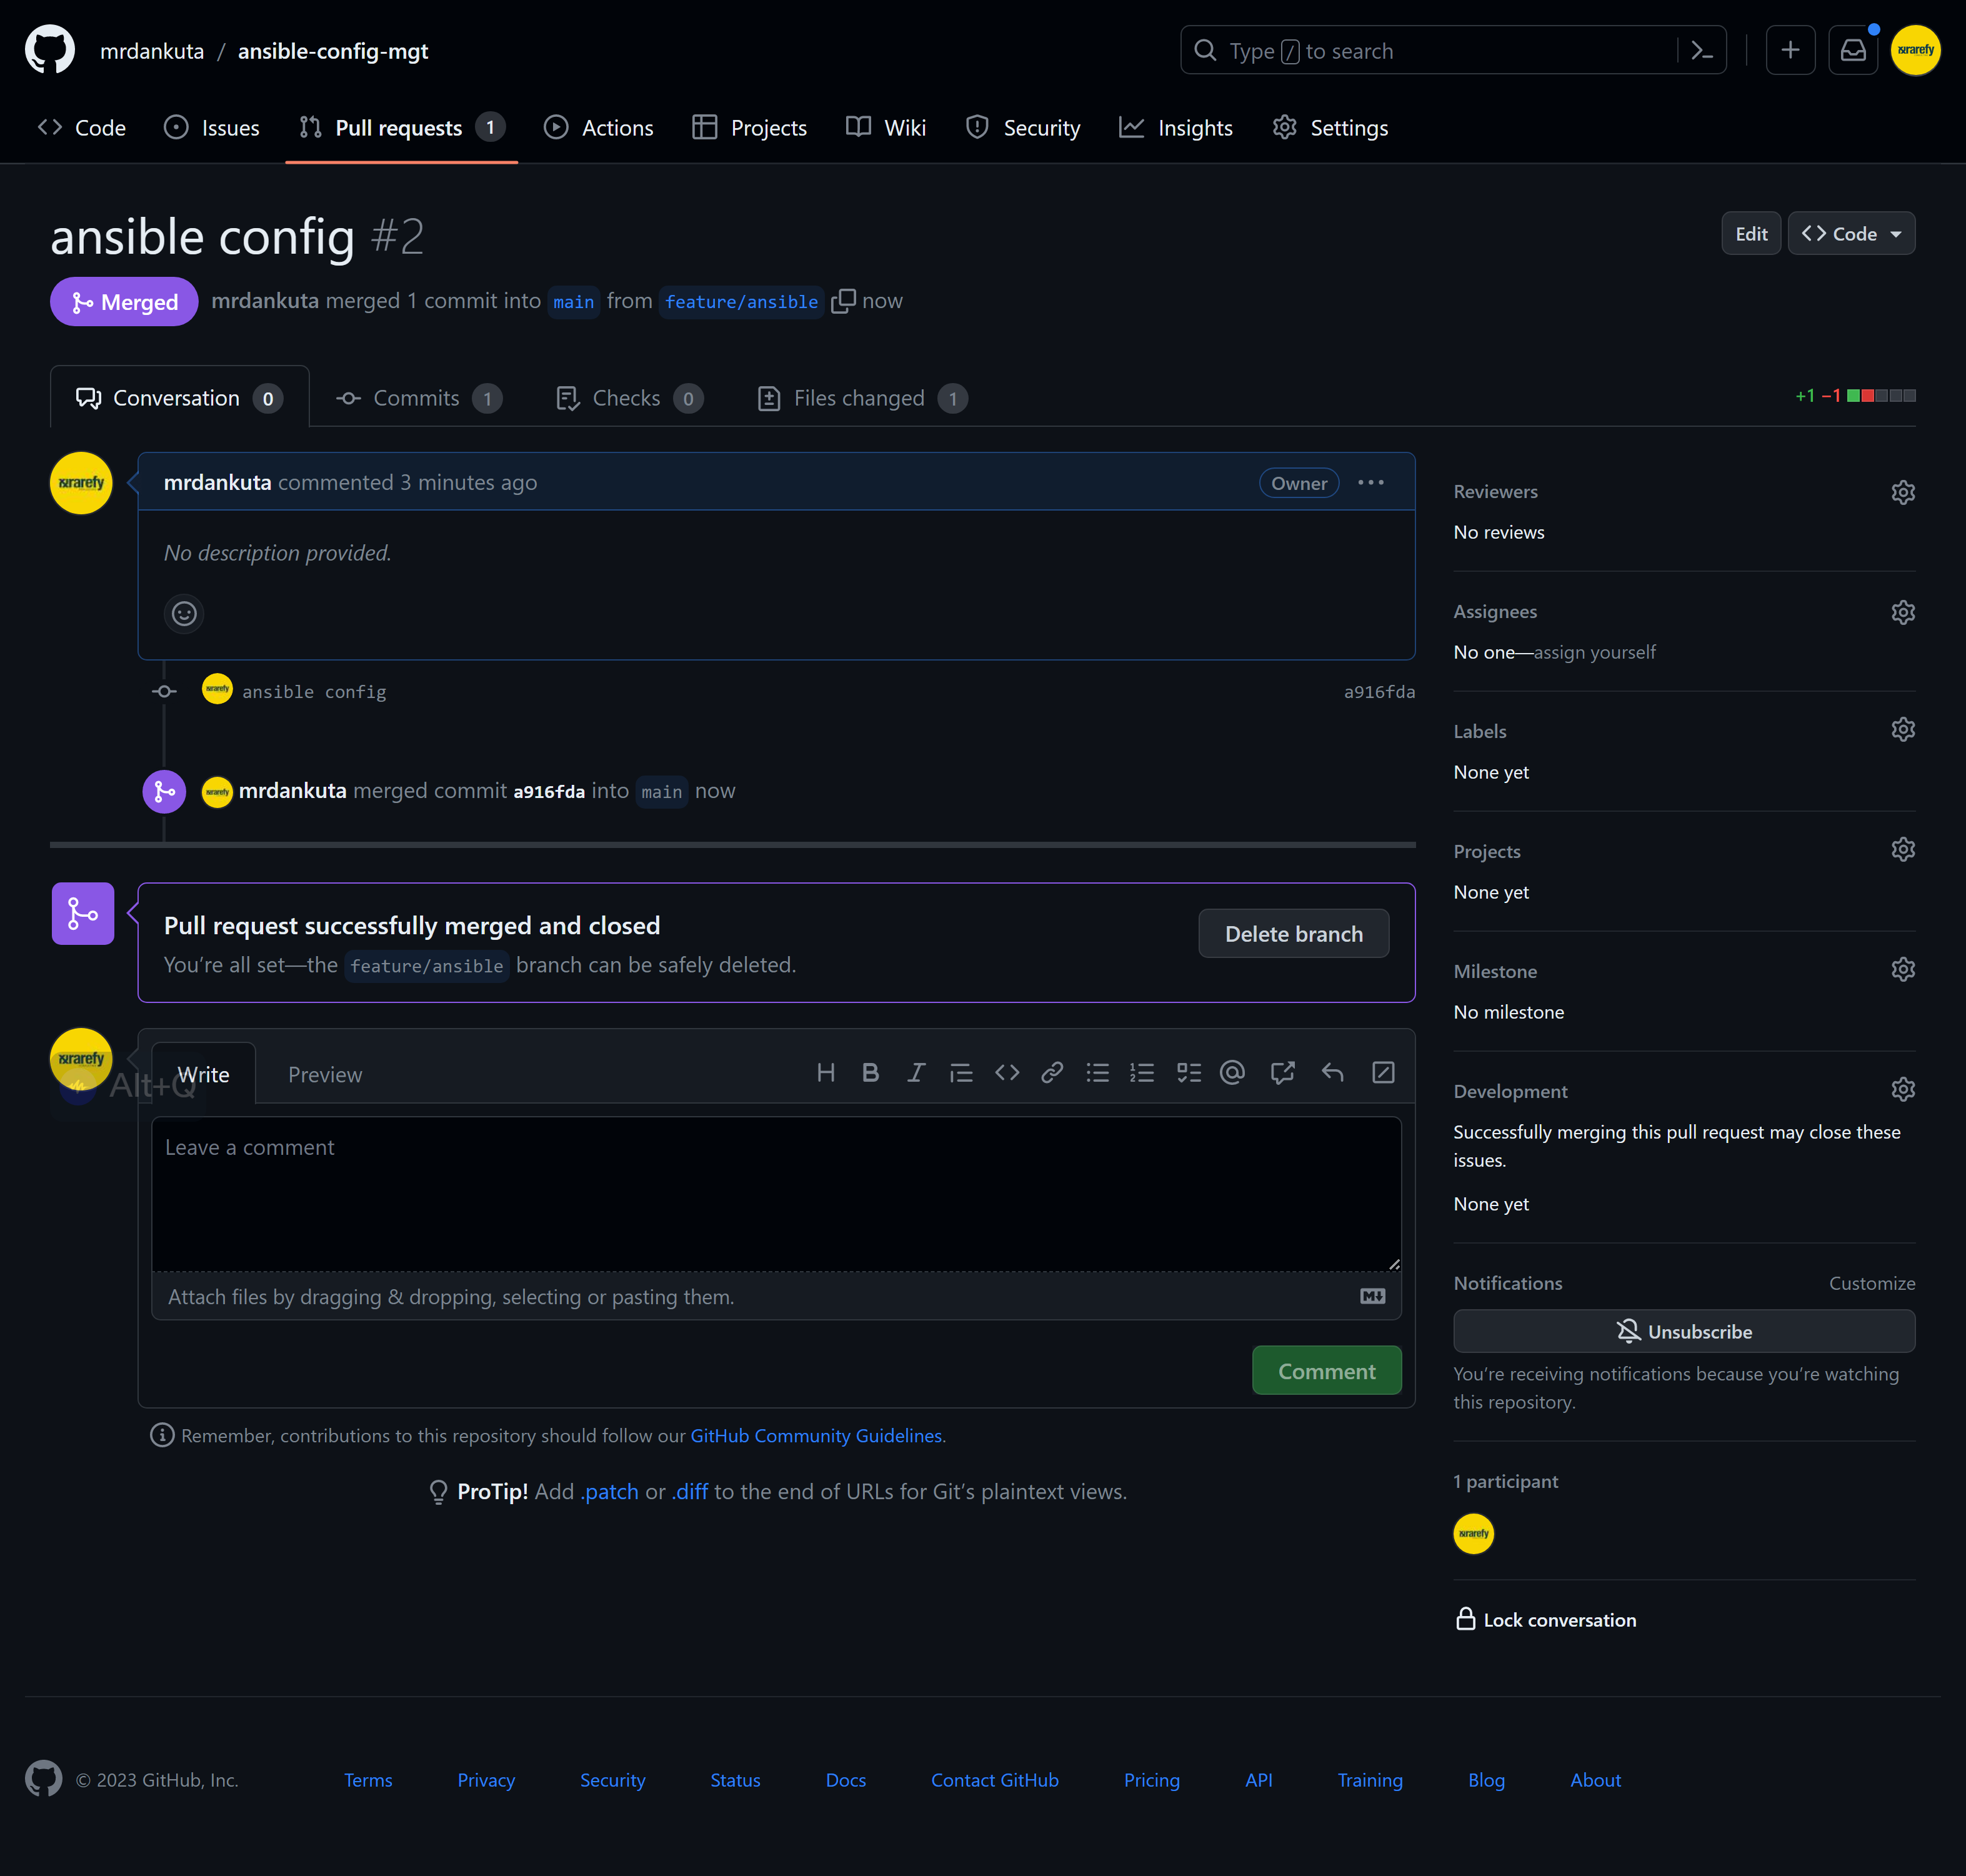 mrdankuta / ansible-config-mgt
Type / to search
Code Issues Pull requests 1 Actions Projects Wiki Security Insights Settings
ansible config #2
Edit Code
Merged mrdankuta merged 1 commit into main from feature/ansible now
Conversation 0 Commits 1 Checks 0 Files changed 1 +1 −1
mrdankuta commented 3 minutes ago Owner
No description provided.
ansible config a916fda
mrdankuta merged commit a916fda into main now
Pull request successfully merged and closed
You’re all set—the feature/ansible branch can be safely deleted.
Delete branch
Alt+Q
Write Preview
Leave a comment
Attach files by dragging & dropping, selecting or pasting them.
Comment
Remember, contributions to this repository should follow our GitHub Community Guidelines.
ProTip! Add .patch or .diff to the end of URLs for Git’s plaintext views.
Reviewers
No reviews
Assignees
No one—assign yourself
Labels
None yet
Projects
None yet
Milestone
No milestone
Development
Successfully merging this pull request may close these
issues.
None yet
Notifications Customize
Unsubscribe
You’re receiving notifications because you’re watching
this repository.
1 participant
Lock conversation
© 2023 GitHub, Inc. Terms Privacy Security Status Docs Contact GitHub Pricing API Training Blog About